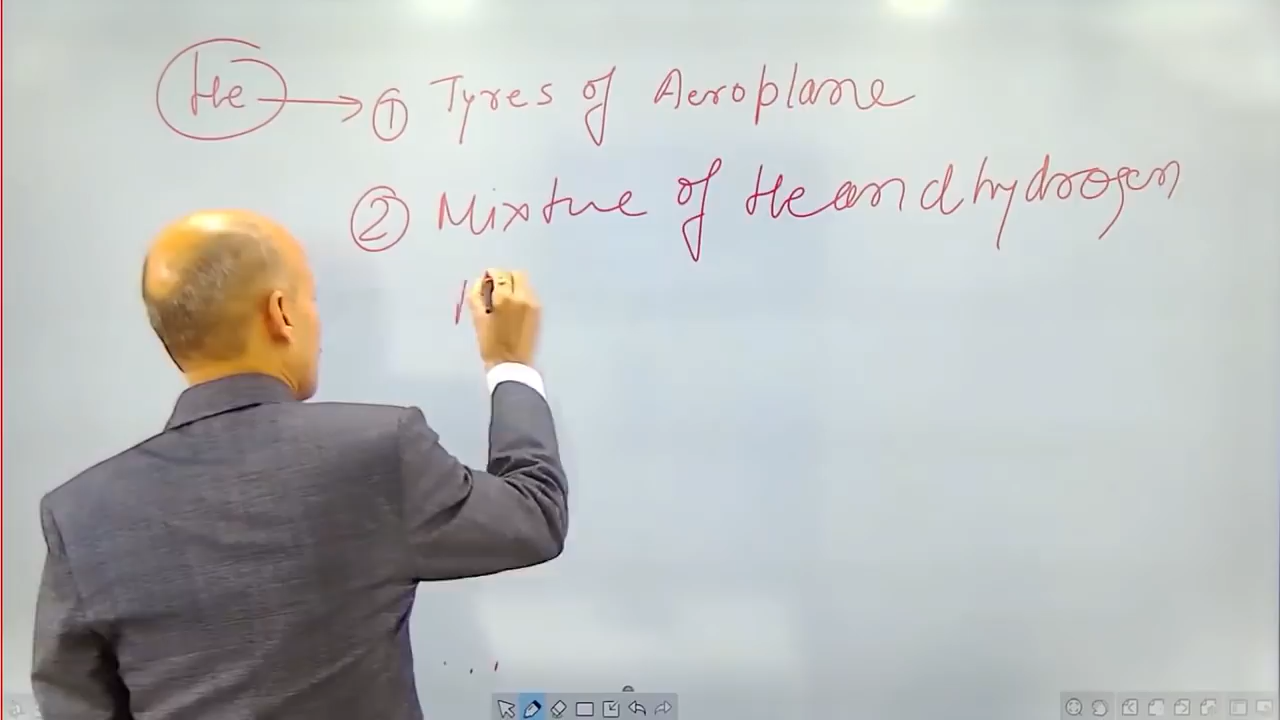 He → ① Tyres of Aeroplane
② Mixture of He and hydrogen